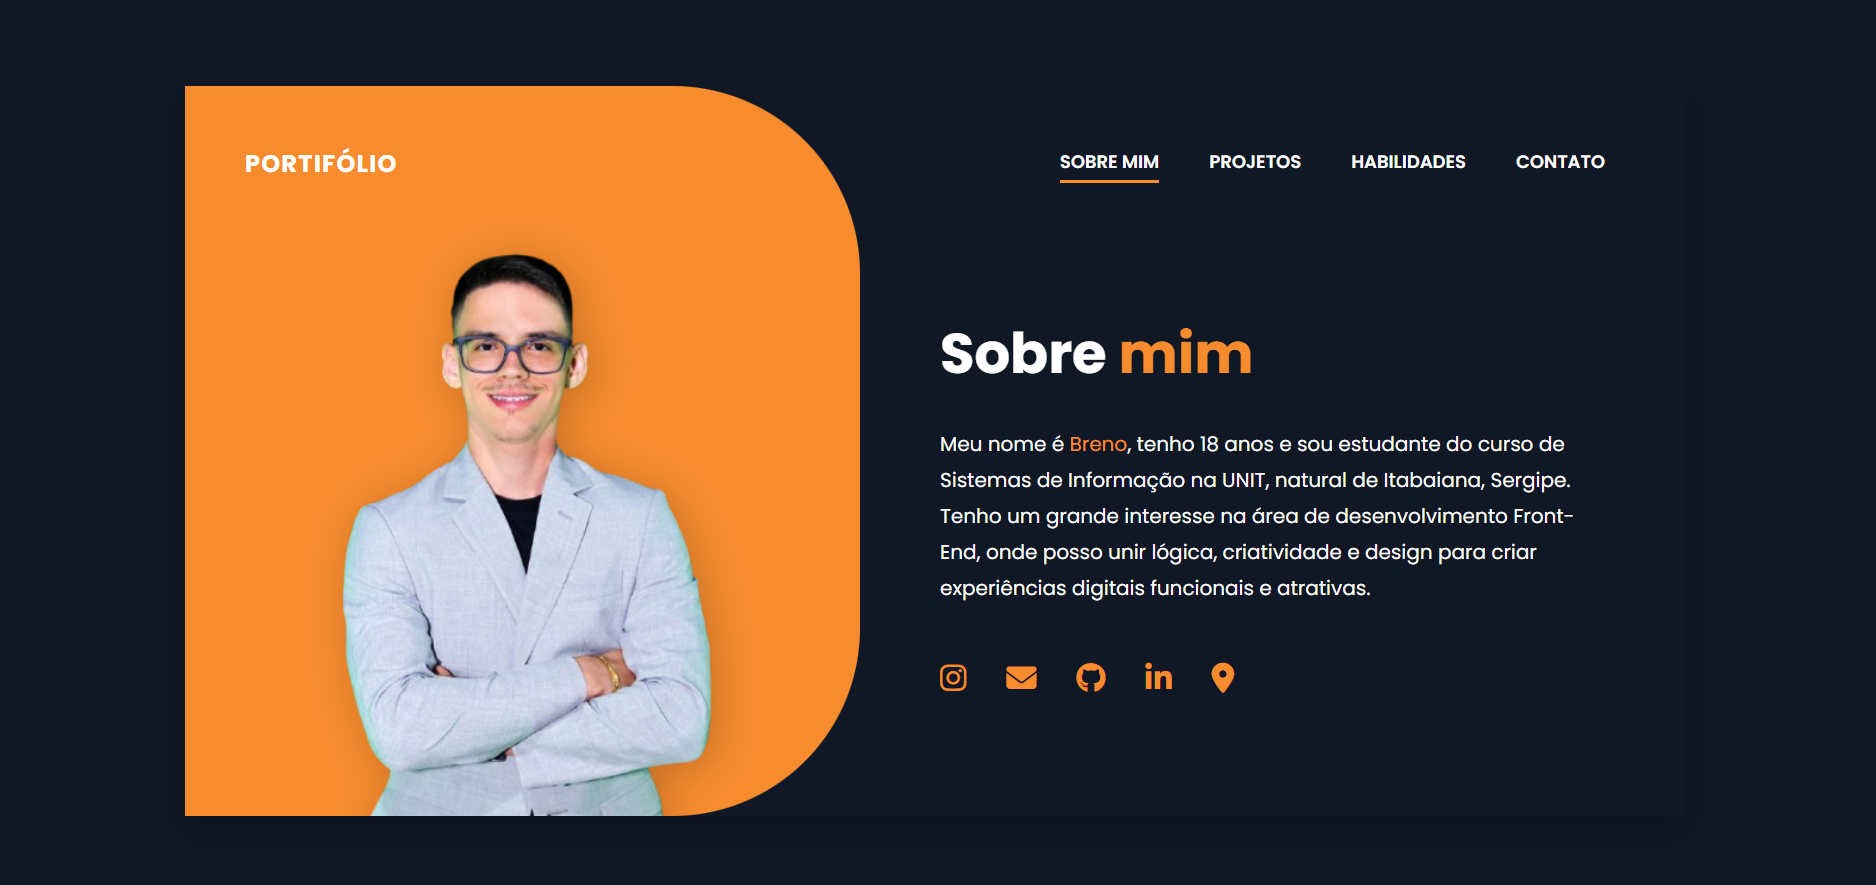 PORTIFÓLIO
SOBRE MIM PROJETOS HABILIDADES CONTATO
Sobre mim
Meu nome é Breno, tenho 18 anos e sou estudante do curso de
Sistemas de Informação na UNIT, natural de Itabaiana, Sergipe.
Tenho um grande interesse na área de desenvolvimento Front-
End, onde posso unir lógica, criatividade e design para criar
experiências digitais funcionais e atrativas.